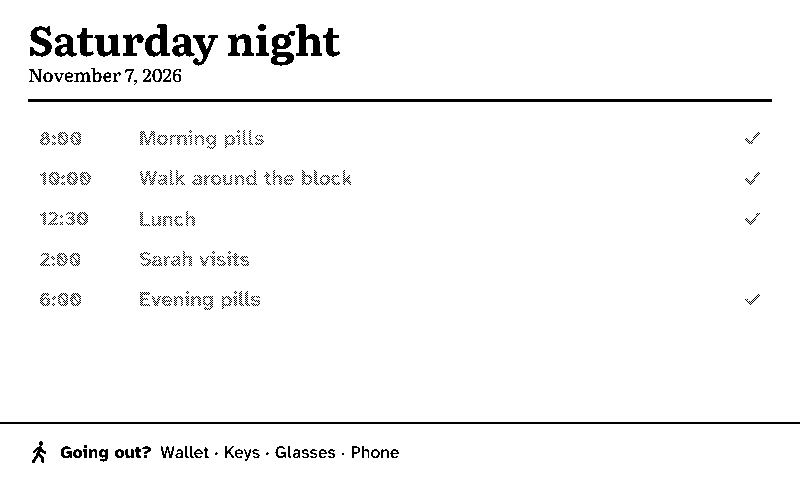 Saturday night
November 7, 2026
8:00 Morning pills ✓
10:00 Walk around the block ✓
12:30 Lunch ✓
2:00 Sarah visits
6:00 Evening pills ✓
Going out? Wallet · Keys · Glasses · Phone